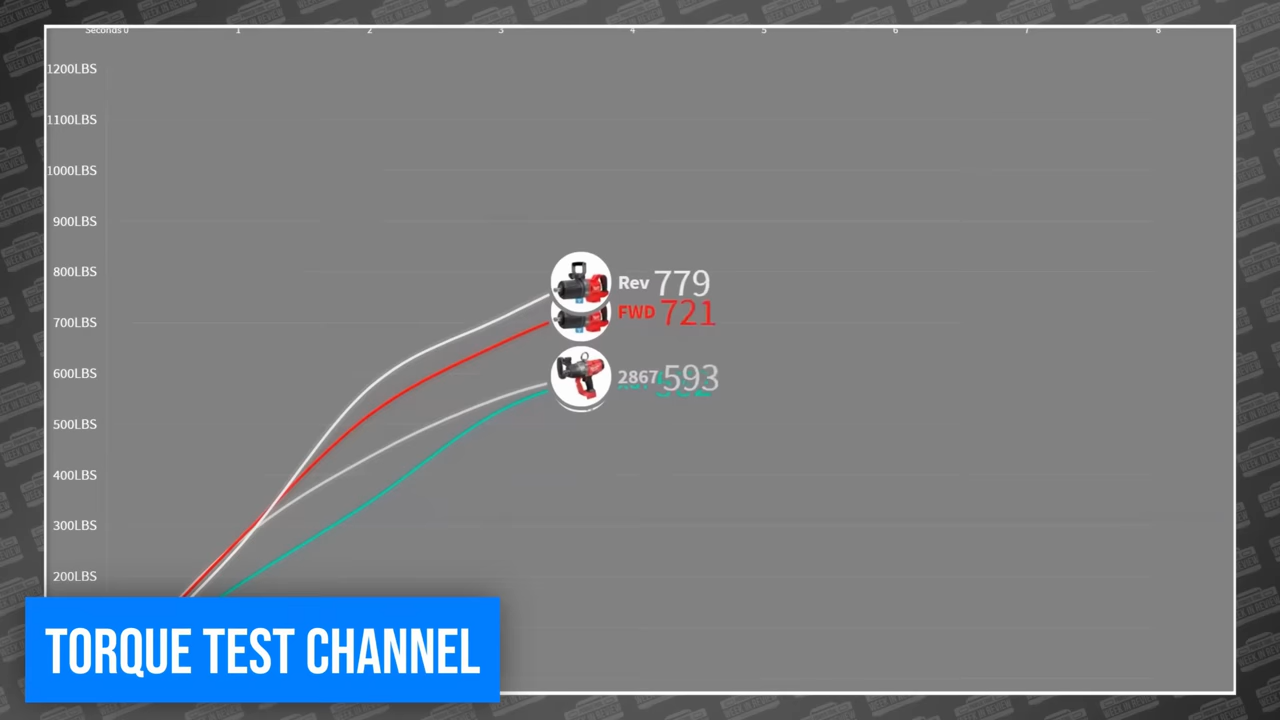 Seconds 0 1 2 3 4 5 6 7 8
1200LBS
1100LBS
1000LBS
900LBS
800LBS
Rev 779
FWD 721
700LBS
600LBS
2867 593
500LBS
400LBS
300LBS
200LBS
TORQUE TEST CHANNEL